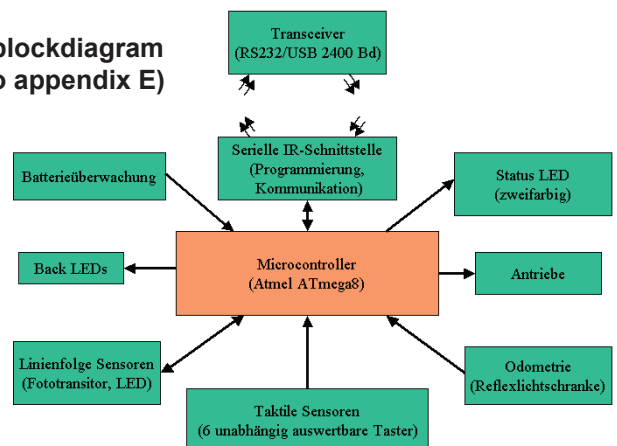 blockdiagram
appendix E)
Transceiver
(RS232/USB 2400 Bd)
Serielle IR-Schnittstelle
(Programmierung,
Kommunikation)
Batterieüberwachung
Status LED
(zweifarbig)
Back LEDs
Microcontroller
(Atmel ATmega8)
Antriebe
Linienfolge Sensoren
(Fototransitor, LED)
Odometrie
(Reflexlichtschranke)
Taktile Sensoren
(6 unabhängig auswertbare Taster)